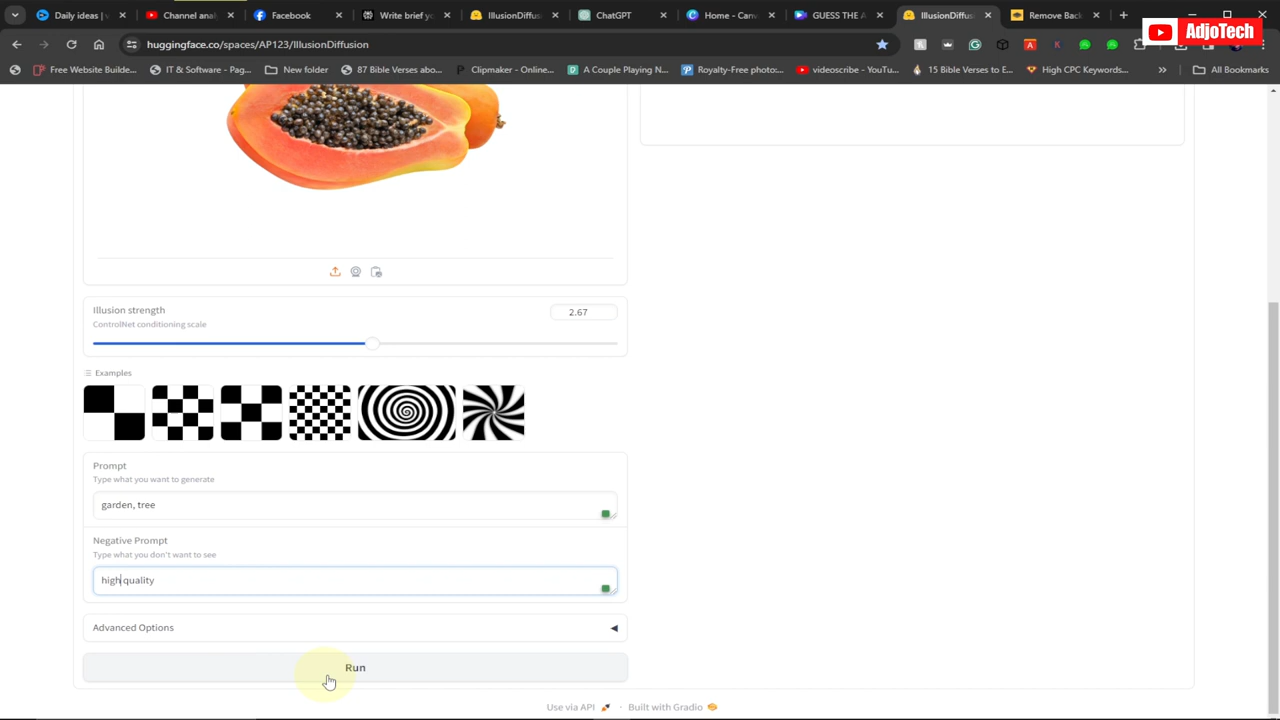 Daily ideas |
Channel anal
Facebook
Write brief yo
IllusionDiffus
ChatGPT
Home - Canv
GUESS THE A
IllusionDiffus
Remove Back
AdjoTech
huggingface.co/spaces/AP123/IllusionDiffusion
Free Website Builde...
IT & Software - Pag...
New folder
87 Bible Verses abo...
Clipmaker - Online...
A Couple Playing N...
Royalty-Free photo...
videoscribe - YouTu...
15 Bible Verses to E...
High CPC Keywords...
All Bookmarks
Illusion strength
2.67
ControlNet conditioning scale
Examples
Prompt
Type what you want to generate
garden, tree
Negative Prompt
Type what you don't want to see
high quality
Advanced Options
Run
Use via API · Built with Gradio